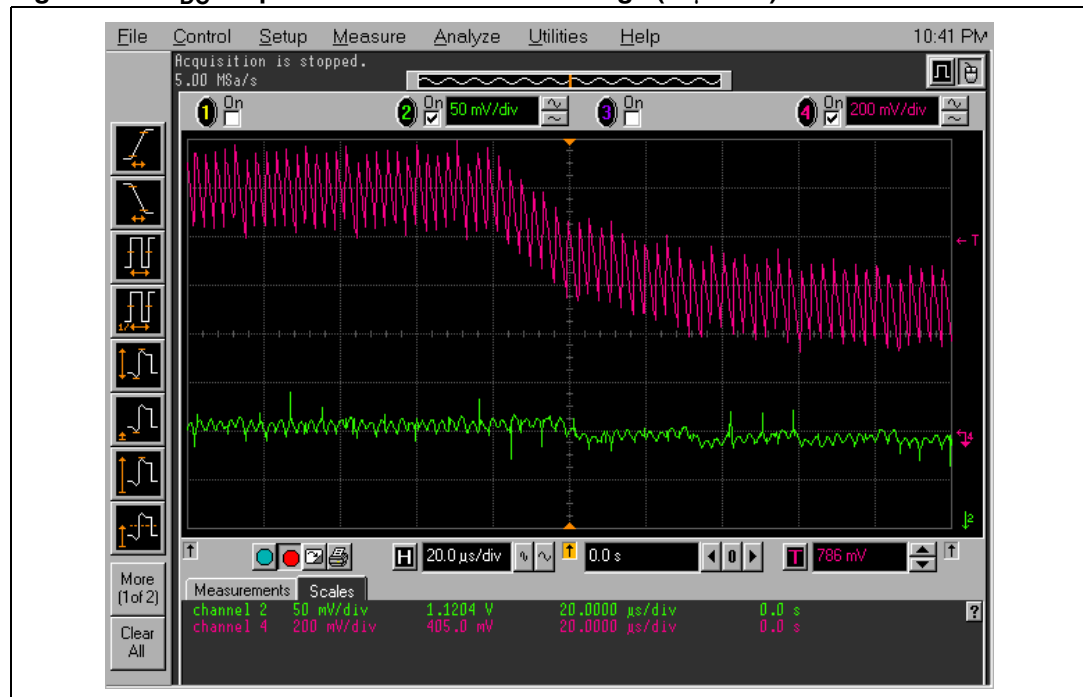 File Control Setup Measure Analyze Utilities Help 10:41 PM
Acquisition is stopped.
5.00 MSa/s
1 On 2 On 50 mV/div 3 On 4 On 200 mV/div
T
4
2
H 20.0 µs/div 0.0 s 0 T 786 mV
More
(1of 2)
Clear
All
Measurements Scales
channel 2 50 mV/div 1.1204 V 20.0000 µs/div 0.0 s
channel 4 200 mV/div 405.0 mV 20.0000 µs/div 0.0 s
?